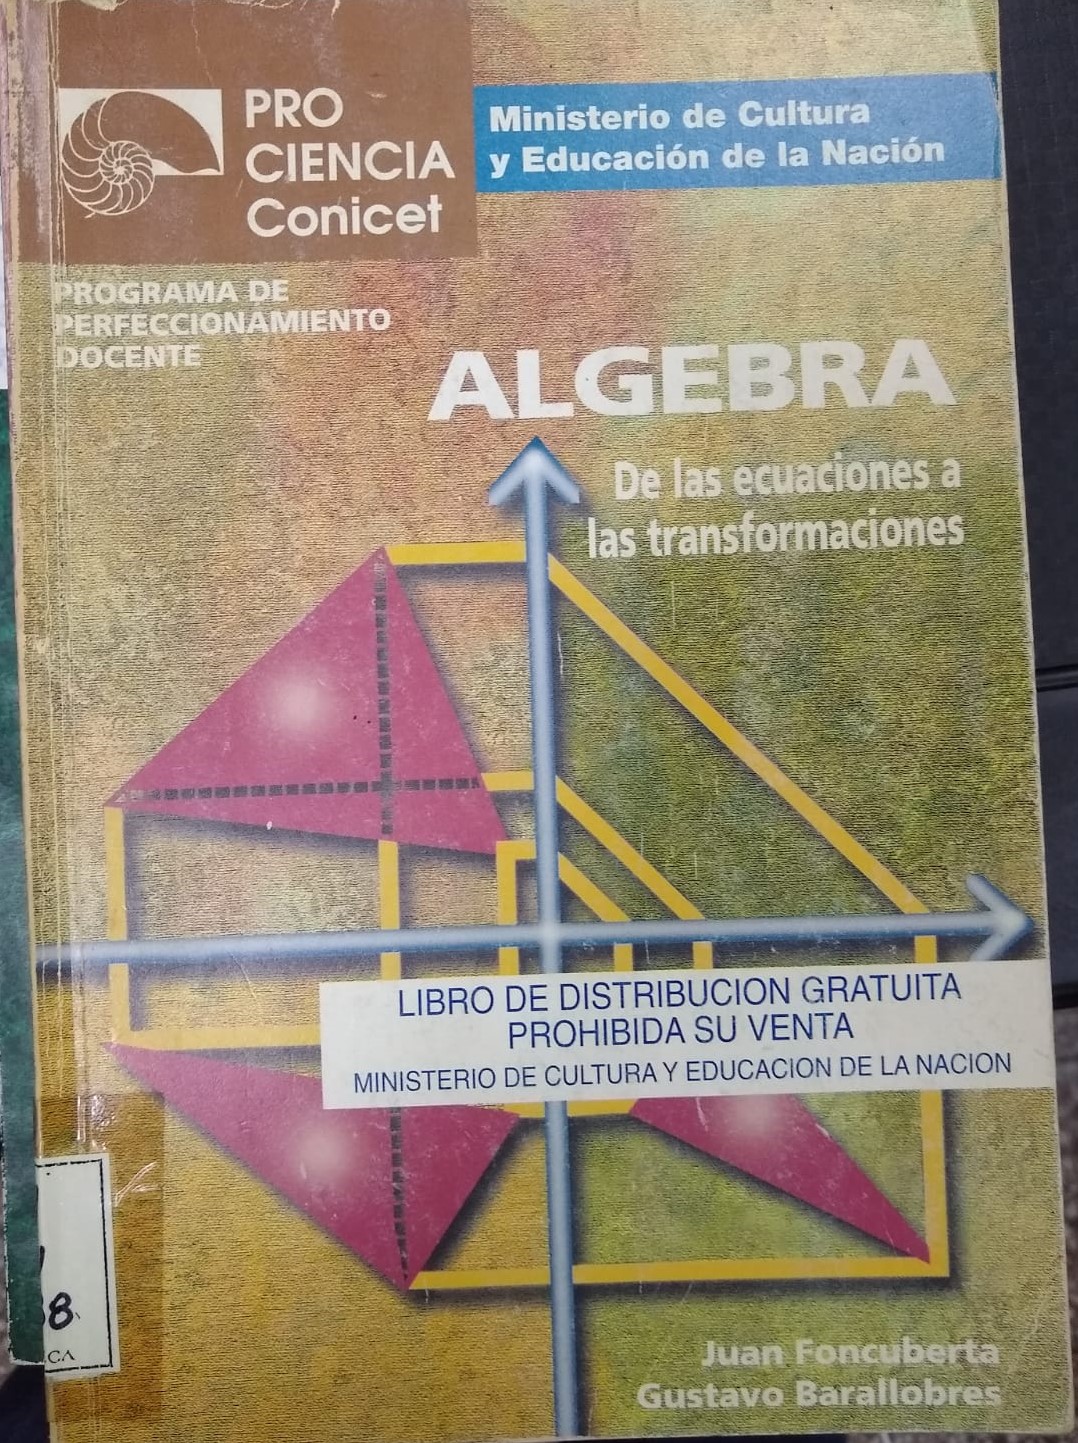 PRO
CIENCIA
Conicet
Ministerio de Cultura
y Educación de la Nación
PROGRAMA DE
PERFECCIONAMIENTO
DOCENTE
ALGEBRA
De las ecuaciones a
las transformaciones
LIBRO DE DISTRIBUCION GRATUITA
PROHIBIDA SU VENTA
MINISTERIO DE CULTURA Y EDUCACION DE LA NACION
8
CA
Juan Foncuberta
Gustavo Barallobres